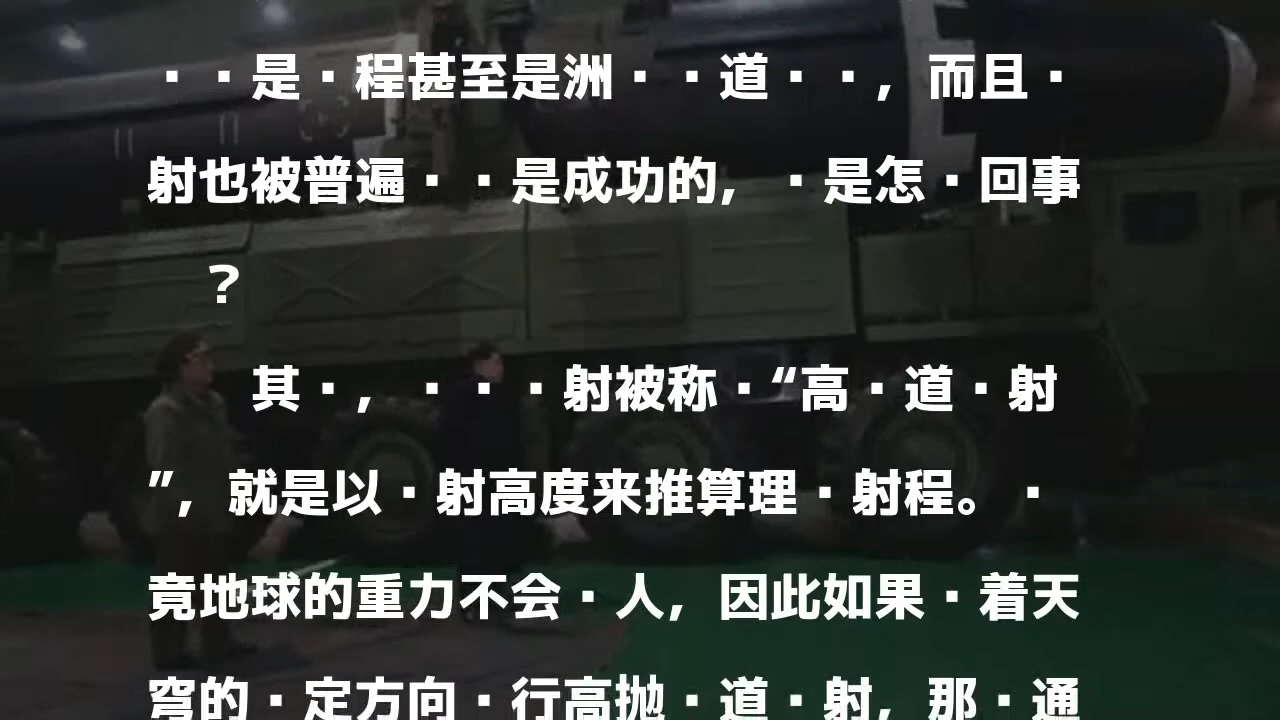 ··是·程甚至是洲··道··，而且·
射也被普遍··是成功的，·是怎·回事
？
其·，···射被称·“高·道·射
”，就是以·射高度来推算理·射程。·
竟地球的重力不会·人，因此如果·着天
穹的·定方向·行高抛·道·射，那·通